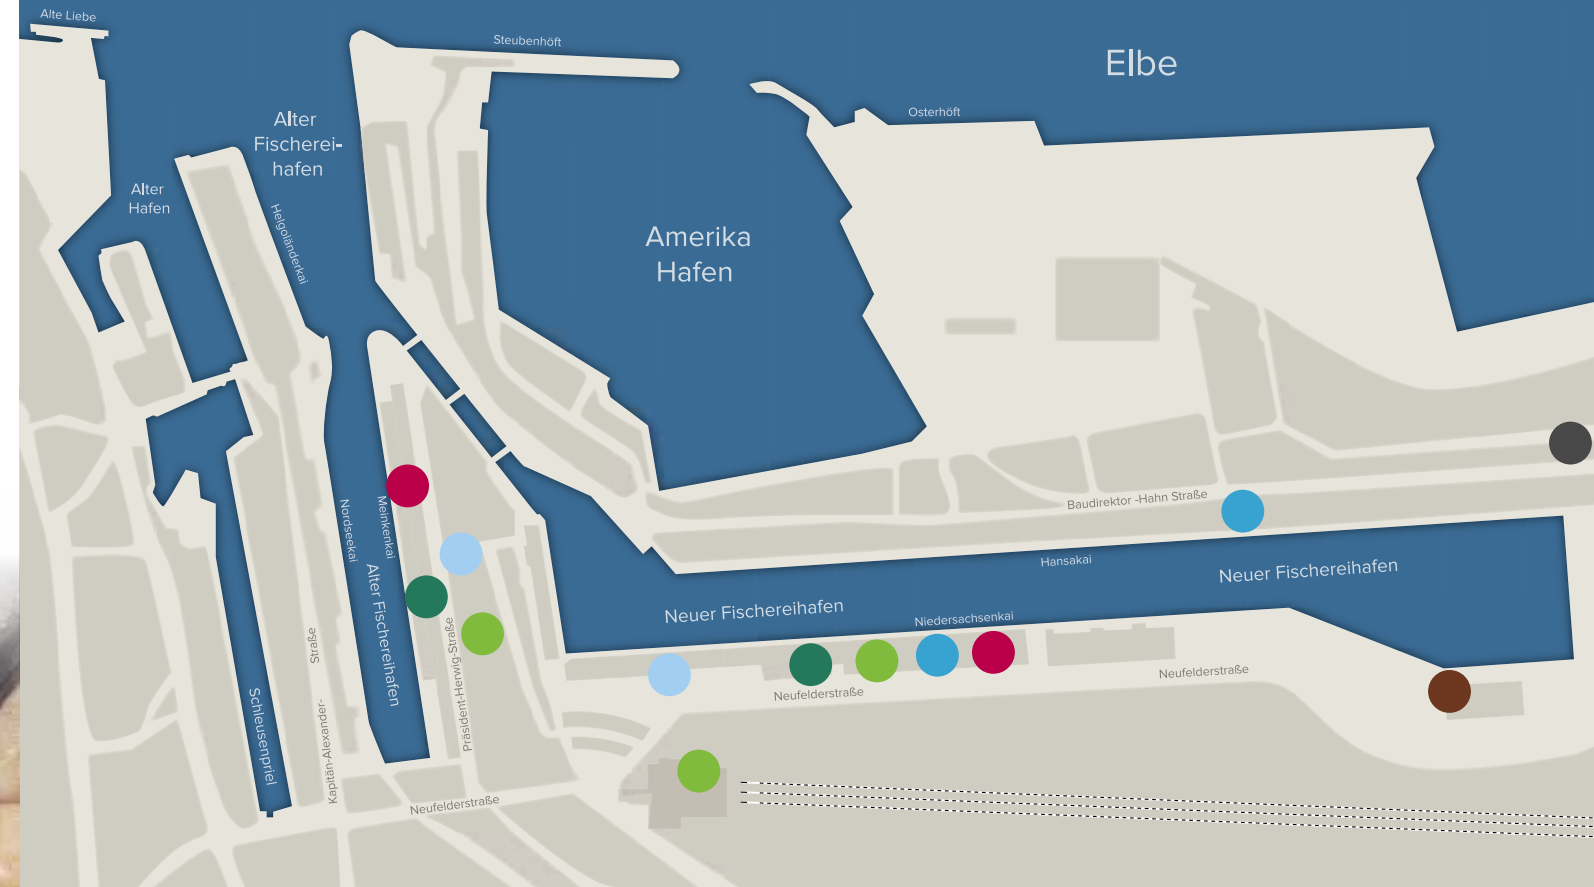 Alte Liebe
Steubenhöft
Elbe
Osterhöft
Alter
Fischerei-
hafen
Alter
Hafen
Helgoländerkai
Amerika
Hafen
Baudirektor -Hahn Straße
Nordseekai
Meinkenkai
Hansakai
Alter Fischereihafen
Neuer Fischereihafen
Neuer Fischereihafen
Niedersachsenkai
Präsident-Herwig-Straße
Neufelderstraße
Neufelderstraße
Schleusenpriel
Kapitän-Alexander-
Straße
Neufelderstraße